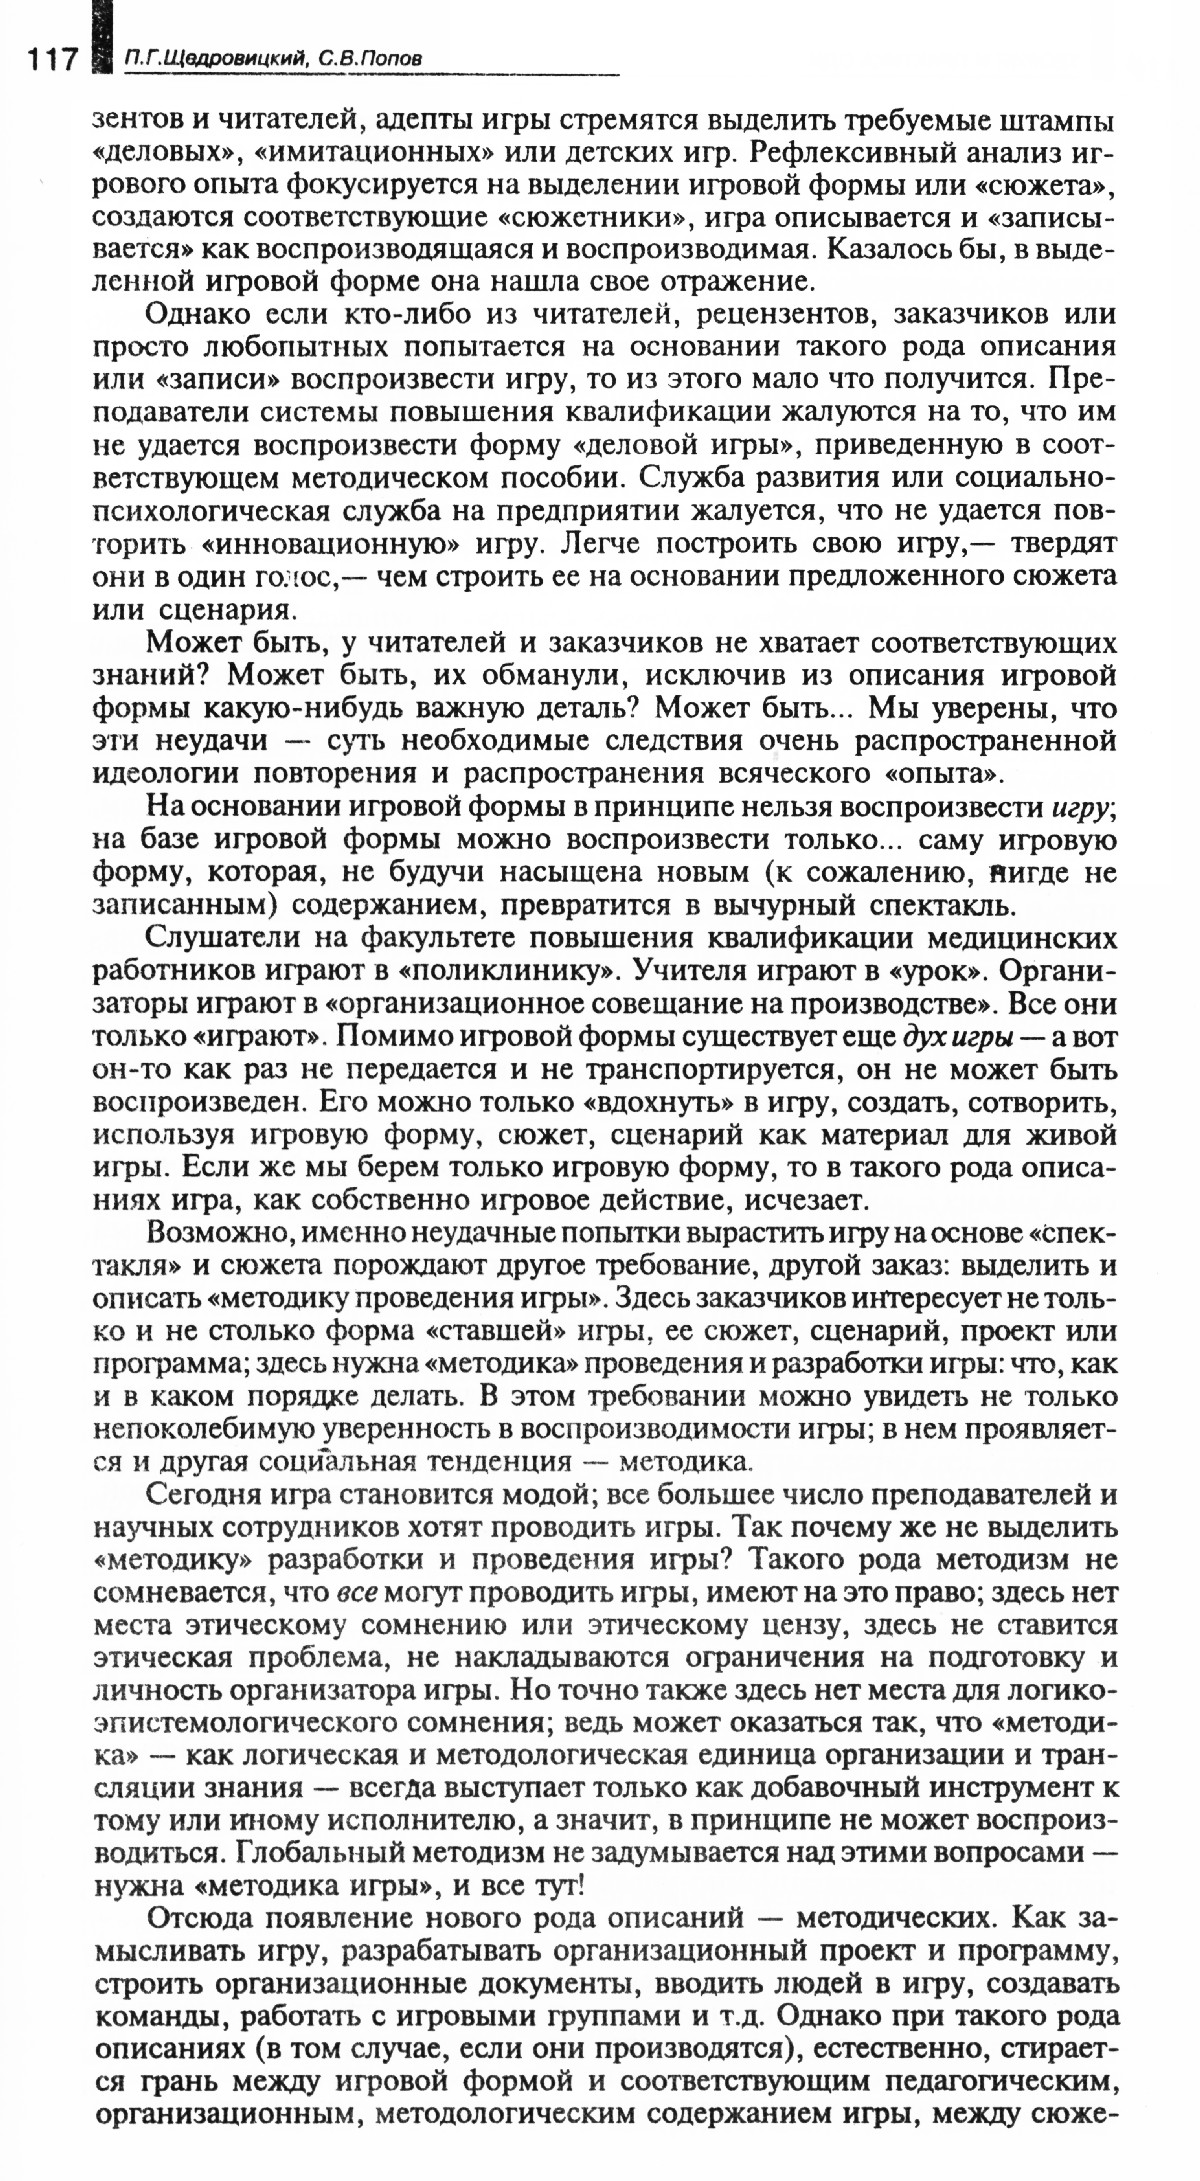 117
П.Г.Щедровицкий, С.В.Попов
зентов и читателей, адепты игры стремятся выделить требуемые штампы
«деловых», «имитационных» или детских игр. Рефлексивный анализ иг-
рового опыта фокусируется на выделении игровой формы или «сюжета»,
создаются соответствующие «сюжетники», игра описывается и «записы-
вается» как воспроизводящаяся и воспроизводимая. Казалось бы, в выде-
ленной игровой форме она нашла свое отражение.
Однако если кто-либо из читателей, рецензентов, заказчиков или
просто любопытных попытается на основании такого рода описания
или «записи» воспроизвести игру, то из этого мало что получится. Пре-
подаватели системы повышения квалификации жалуются на то, что им
не удается воспроизвести форму «деловой игры», приведенную в соот-
ветствующем методическом пособии. Служба развития или социально-
психологическая служба на предприятии жалуется, что не удается пов-
торить «инновационную» игру. Легче построить свою игру,— твердят
они в один голос,— чем строить ее на основании предложенного сюжета
или сценария.
Может быть, у читателей и заказчиков не хватает соответствующих
знаний? Может быть, их обманули, исключив из описания игровой
формы какую-нибудь важную деталь? Может быть... Мы уверены, что
эти неудачи — суть необходимые следствия очень распространенной
идеологии повторения и распространения всяческого «опыта».
На основании игровой формы в принципе нельзя воспроизвести игру;
на базе игровой формы можно воспроизвести только... саму игровую
форму, которая, не будучи насыщена новым (к сожалению, нигде не
записанным) содержанием, превратится в вычурный спектакль.
Слушатели на факультете повышения квалификации медицинских
работников играют в «поликлинику». Учителя играют в «урок». Органи-
заторы играют в «организационное совещание на производстве». Все они
только «играют». Помимо игровой формы существует еще дух игры — а вот
он-то как раз не передается и не транспортируется, он не может быть
воспроизведен. Его можно только «вдохнуть» в игру, создать, сотворить,
используя игровую форму, сюжет, сценарий как материал для живой
игры. Если же мы берем только игровую форму, то в такого рода описа-
ниях игра, как собственно игровое действие, исчезает.
Возможно, именно неудачные попытки вырастить игру на основе «спек-
такля» и сюжета порождают другое требование, другой заказ: выделить и
описать «методику проведения игры». Здесь заказчиков интересует не толь-
ко и не столько форма «ставшей» игры, ее сюжет, сценарий, проект или
программа; здесь нужна «методика» проведения и разработки игры: что, как
и в каком порядке делать. В этом требовании можно увидеть не только
непоколебимую уверенность в воспроизводимости игры; в нем проявляет-
ся и другая социальная тенденция — методика.
Сегодня игра становится модой; все большее число преподавателей и
научных сотрудников хотят проводить игры. Так почему же не выделить
«методику» разработки и проведения игры? Такого рода методизм не
сомневается, что все могут проводить игры, имеют на это право; здесь нет
места этическому сомнению или этическому цензу, здесь не ставится
этическая проблема, не накладываются ограничения на подготовку и
личность организатора игры. Но точно также здесь нет места для логико-
эпистемологического сомнения; ведь может оказаться так, что «методи-
ка» — как логическая и методологическая единица организации и тран-
сляции знания — всегда выступает только как добавочный инструмент к
тому или иному исполнителю, а значит, в принципе не может воспроиз-
водиться. Глобальный методизм не задумывается над этими вопросами —
нужна «методика игры», и все тут!
Отсюда появление нового рода описаний — методических. Как за-
мысливать игру, разрабатывать организационный проект и программу,
строить организационные документы, вводить людей в игру, создавать
команды, работать с игровыми группами и т.д. Однако при такого рода
описаниях (в том случае, если они производятся), естественно, стирает-
ся грань между игровой формой и соответствующим педагогическим,
организационным, методологическим содержанием игры, между сюже-